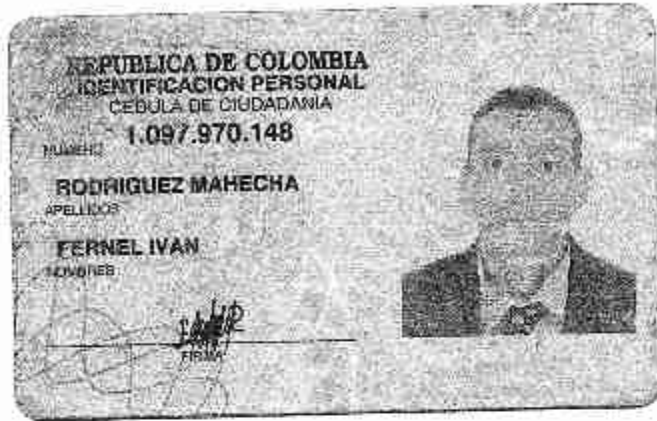 REPUBLICA DE COLOMBIA
IDENTIFICACION PERSONAL
CEDULA DE CIUDADANIA
NUMERO 1.097.970.148
RODRIGUEZ MAHECHA
APELLIDOS
FERNEL IVAN
NOMBRES
FIRMA